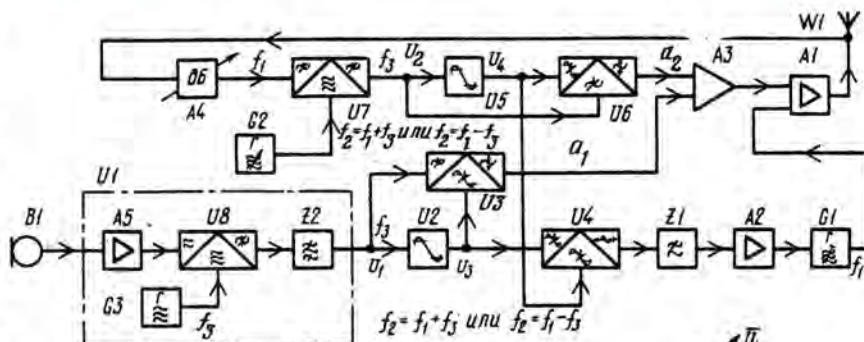 W1
f₁
f₃
U₂
U₄
a₂
A3
A1
дб
A4
U7
U5
U6
G2
Г
f₂=f₁+f₃ или f₂=f₁-f₃
a₁
U1
U3
B1
A5
U8
Z2
f₃
U2
U4
Z1
A2
G1
Г
U₁
U₃
f₁
G3
Г
f₃
f₂=f₁+f₃ или f₂=f₁-f₃
II